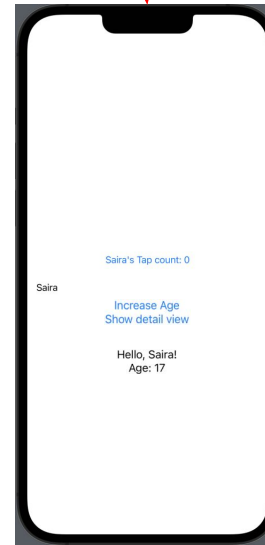 Saira's Tap count: 0
Saira
Increase Age
Show detail view
Hello, Saira!
Age: 17